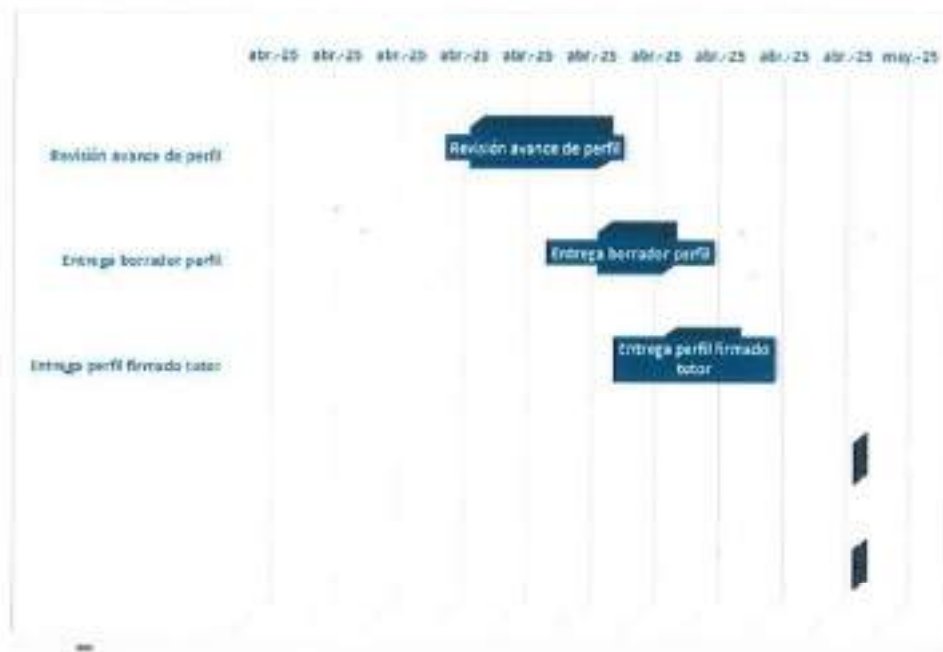 abr.-25 abr.-25 abr.-25 abr.-25 abr.-25 abr.-25 abr.-25 abr.-25 abr.-25 abr.-25 may.-25
Revisión avance de perfil
Revisión avance de perfil
Entrega borrador perfil
Entrega borrador perfil
Entrega perfil firmado tutor
Entrega perfil firmado
tutor